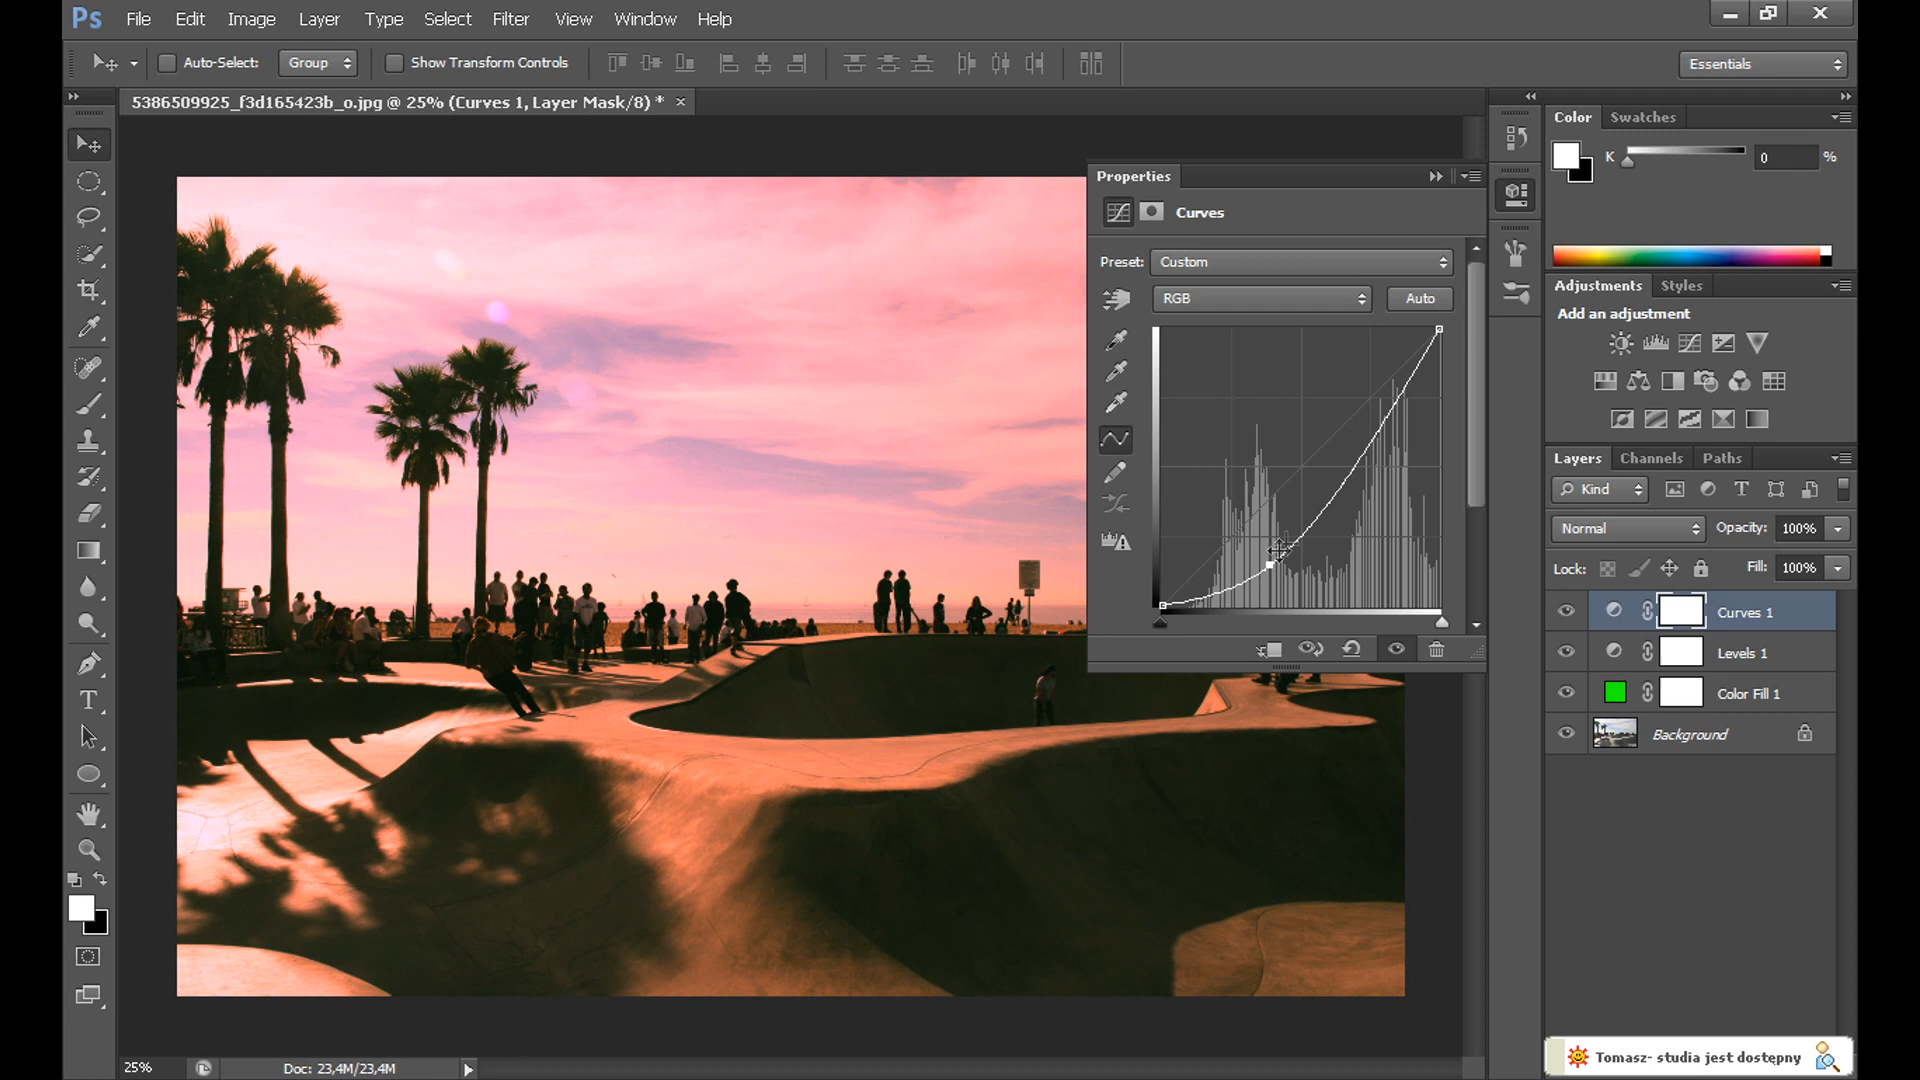 Ps File Edit Image Layer Type Select Filter View Window Help
Auto-Select: Group Show Transform Controls Essentials
5386509925_f3d165423b_o.jpg @ 25% (Curves 1, Layer Mask/8) * ×
Color Swatches
K 0 %
Properties
Curves
Preset: Custom
RGB Auto
Adjustments Styles
Add an adjustment
Layers Channels Paths
Kind
Normal Opacity: 100%
Lock: Fill: 100%
Curves 1
Levels 1
Color Fill 1
Background
T
25% Doc: 23,4M/23,4M
Tomasz- studia jest dostępny